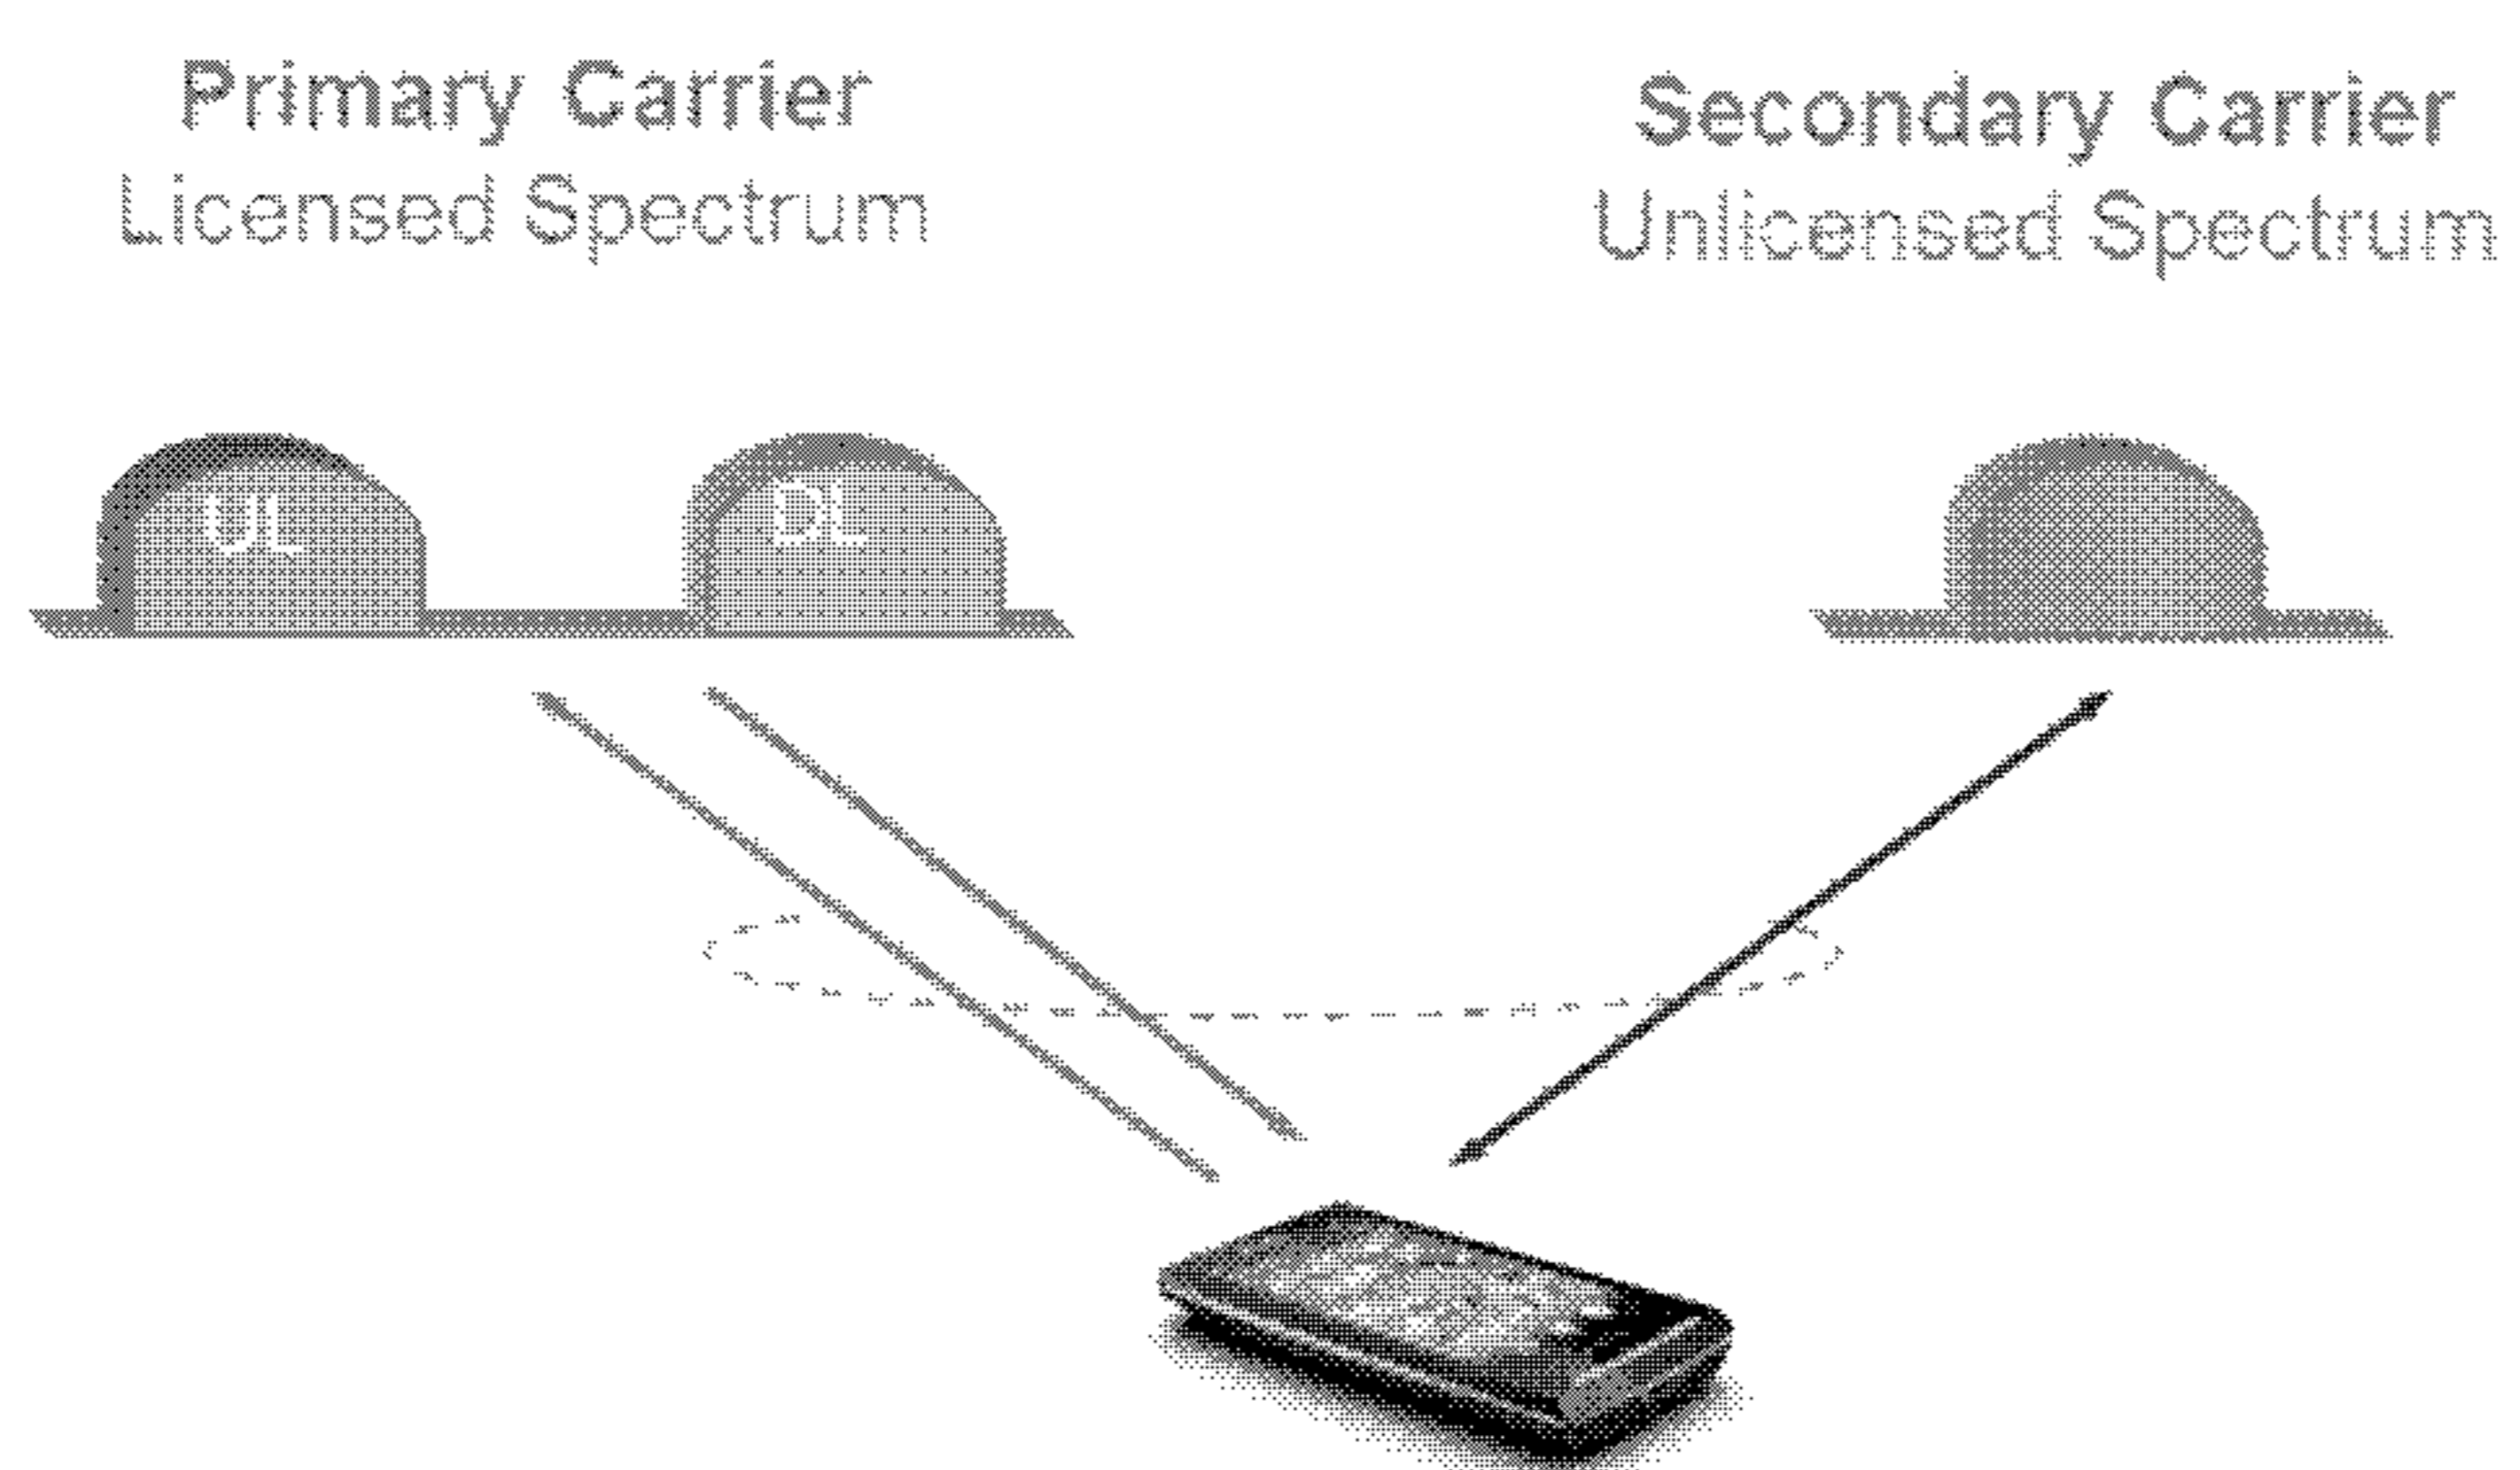 Primary Carrier
Licensed Spectrum
Secondary Carrier
Unlicensed Spectrum
UL
DL